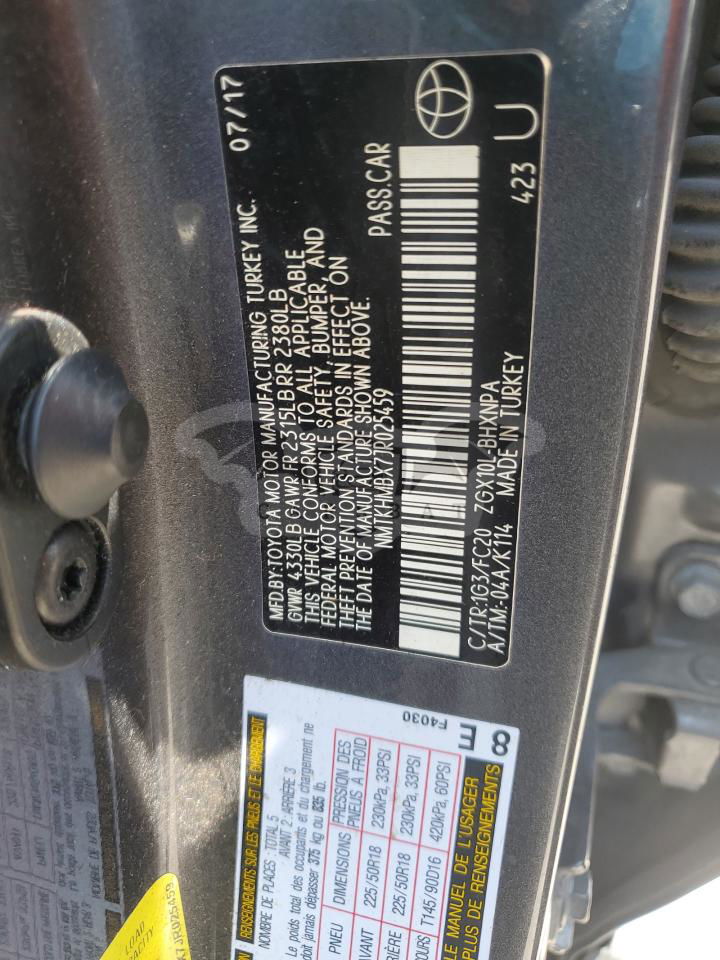 MFD.BY:TOYOTA MOTOR MANUFACTURING TURKEY INC. 07/17
GVWR 4330LB GAWR FR 2315LB RR 2380LB
THIS VEHICLE CONFORMS TO ALL APPLICABLE
FEDERAL MOTOR VEHICLE SAFETY, BUMPER, AND
THEFT PREVENTION STANDARDS IN EFFECT ON
THE DATE OF MANUFACTURE SHOWN ABOVE.
NMTKHMBX7JR025459 PASS.CAR
C/TR:1G3/FC20 ZGX10L-BHXNPA
A/TM:-04A/K114 MADE IN TURKEY 423 U
RENSEIGNEMENTS SUR LES PNEUS ET LE CHARGEMENT
NOMBRE DE PLACES : TOTAL 5
AVANT 2 : ARRIÈRE 3
Le poids total des occupants et du chargement ne
doit jamais dépasser 375 kg ou 835 lb.
PNEU DIMENSIONS PRESSION DES PNEUS A FROID
AVANT 225/50R18 230kPa, 33PSI
225/50R18 230kPa, 33PSI
T145/90D16 420kPa, 60PSI
LE MANUEL DE L'USAGER
PLUS DE RENSEIGNEMENTS
74030
LOAD
JR025459